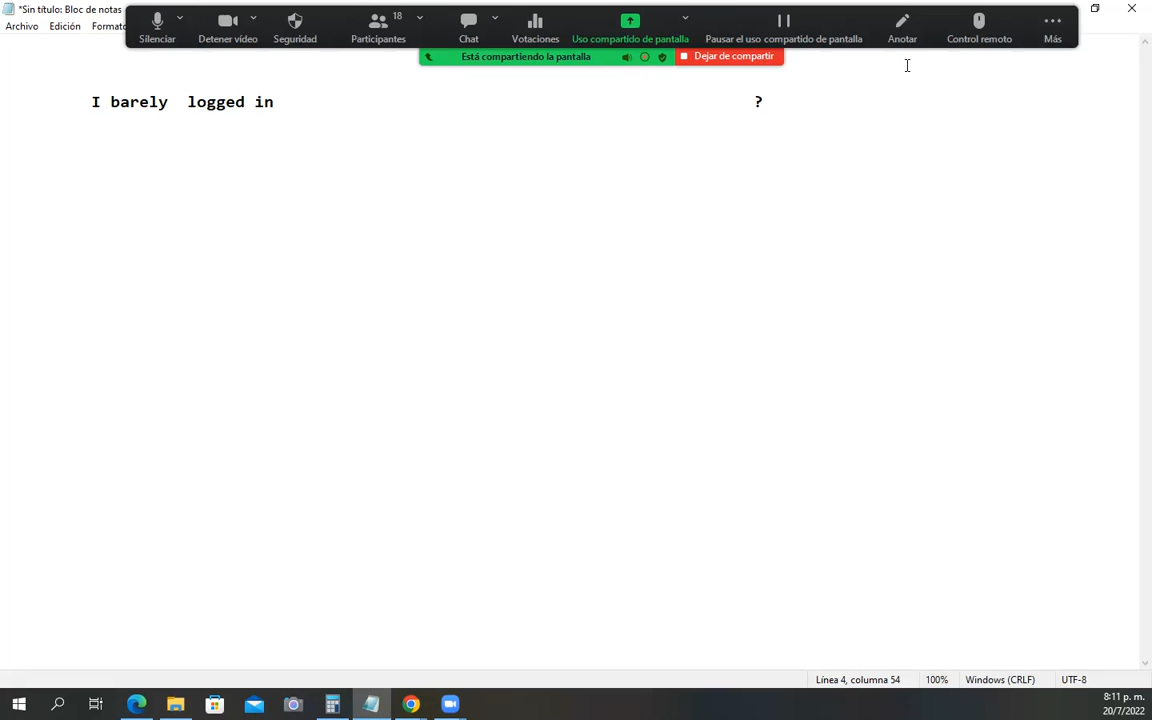 *Sin título: Bloc de notas
Archivo Edición Formato
Silenciar Detener vídeo Seguridad Participantes 18 Chat Votaciones Uso compartido de pantalla Pausar el uso compartido de pantalla Anotar Control remoto Más
Está compartiendo la pantalla Dejar de compartir
I barely logged in ?
Línea 4, columna 54 100% Windows (CRLF) UTF-8
8:11 p. m.
20/7/2022